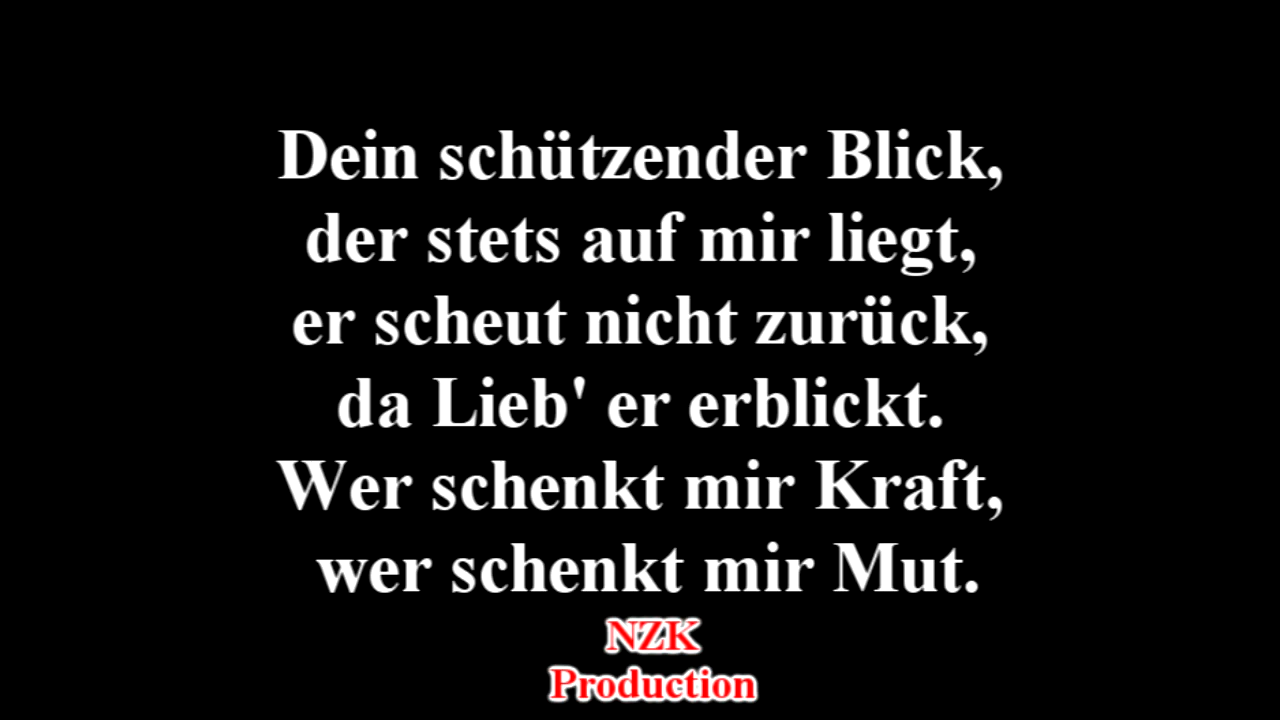 Dein schützender Blick,
der stets auf mir liegt,
er scheut nicht zurück,
da Lieb' er erblickt.
Wer schenkt mir Kraft,
wer schenkt mir Mut.
NZK
Production